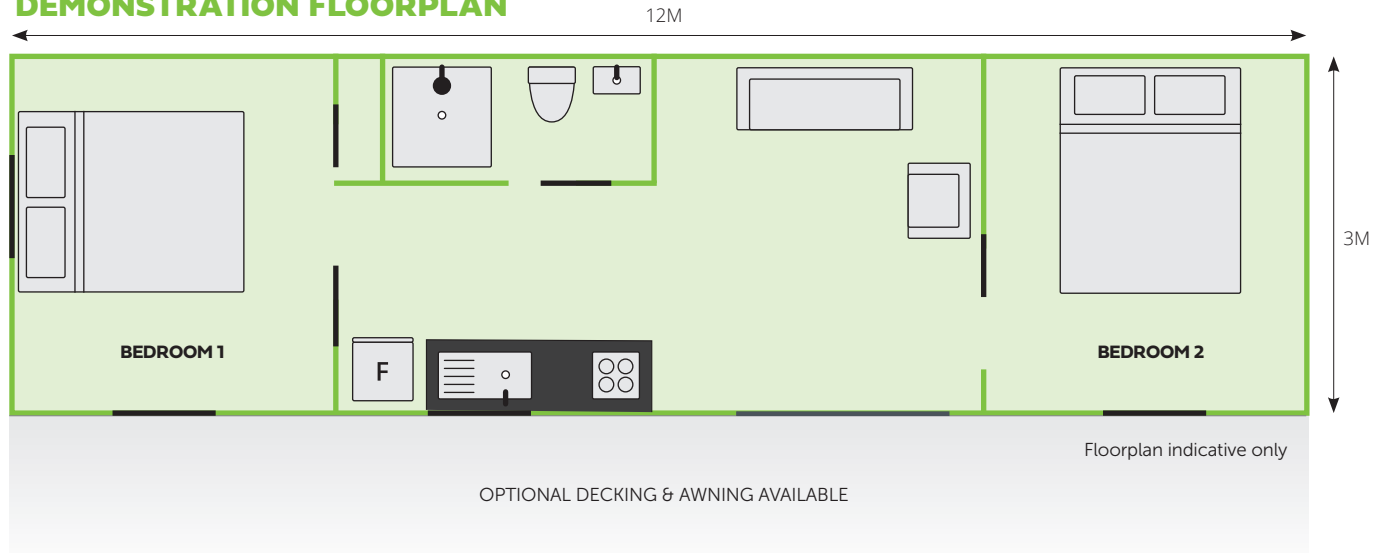 DEMONSTRATION FLOORPLAN
12M
3M
F
BEDROOM 1
BEDROOM 2
Floorplan indicative only
OPTIONAL DECKING & AWNING AVAILABLE